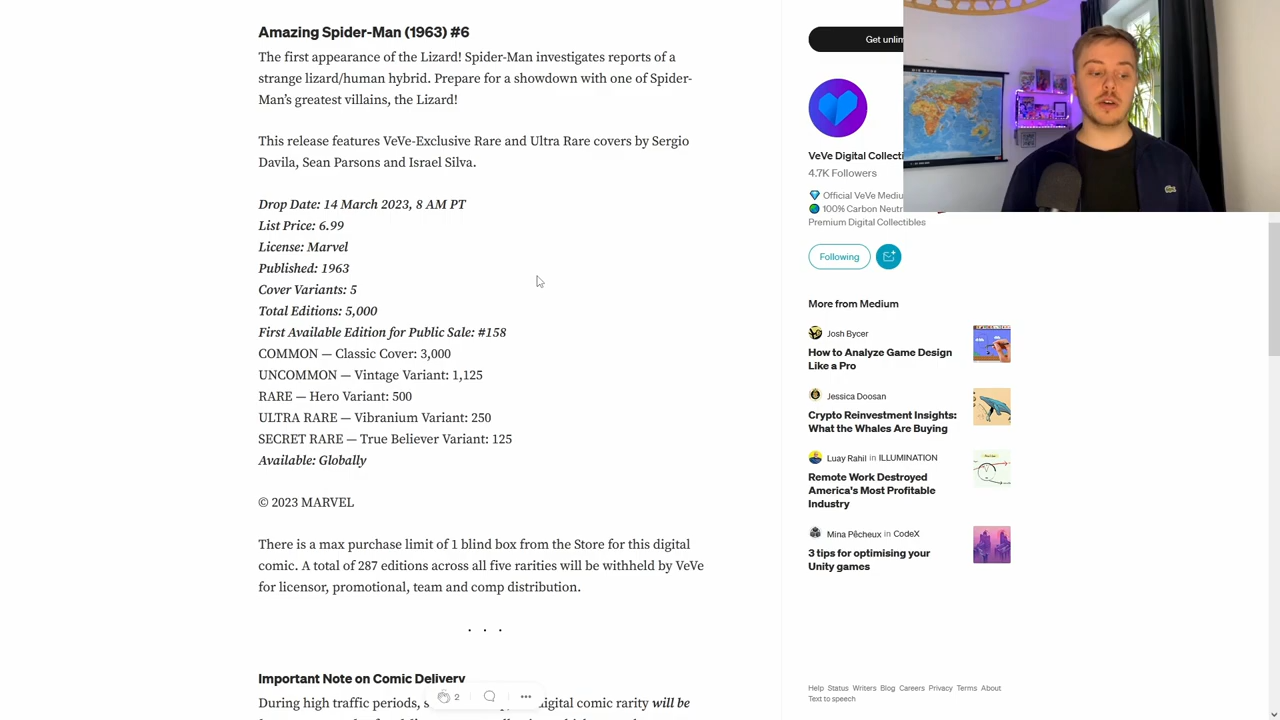 Amazing Spider-Man (1963) #6
The first appearance of the Lizard! Spider-Man investigates reports of a
strange lizard/human hybrid. Prepare for a showdown with one of Spider-
Man’s greatest villains, the Lizard!
This release features VeVe-Exclusive Rare and Ultra Rare covers by Sergio
Davila, Sean Parsons and Israel Silva.
Drop Date: 14 March 2023, 8 AM PT
List Price: 6.99
License: Marvel
Published: 1963
Cover Variants: 5
Total Editions: 5,000
First Available Edition for Public Sale: #158
COMMON — Classic Cover: 3,000
UNCOMMON — Vintage Variant: 1,125
RARE — Hero Variant: 500
ULTRA RARE — Vibranium Variant: 250
SECRET RARE — True Believer Variant: 125
Available: Globally
© 2023 MARVEL
There is a max purchase limit of 1 blind box from the Store for this digital
comic. A total of 287 editions across all five rarities will be withheld by VeVe
for licensor, promotional, team and comp distribution.
. . .
Important Note on Comic Delivery
During high traffic periods, digital comic rarity will be
2
Get
VeVe Digital
4.7K Followers
Official VeVe
100% Carbon
Premium Digital Collectibles
Following
More from Medium
Josh Bycer
How to Analyze Game Design
Like a Pro
Jessica Doosan
Crypto Reinvestment Insights:
What the Whales Are Buying
Luay Rahil in ILLUMINATION
Remote Work Destroyed
America's Most Profitable
Industry
Mina Pêcheux in CodeX
3 tips for optimising your
Unity games
Help Status Writers Blog Careers Privacy Terms About
Text to speech